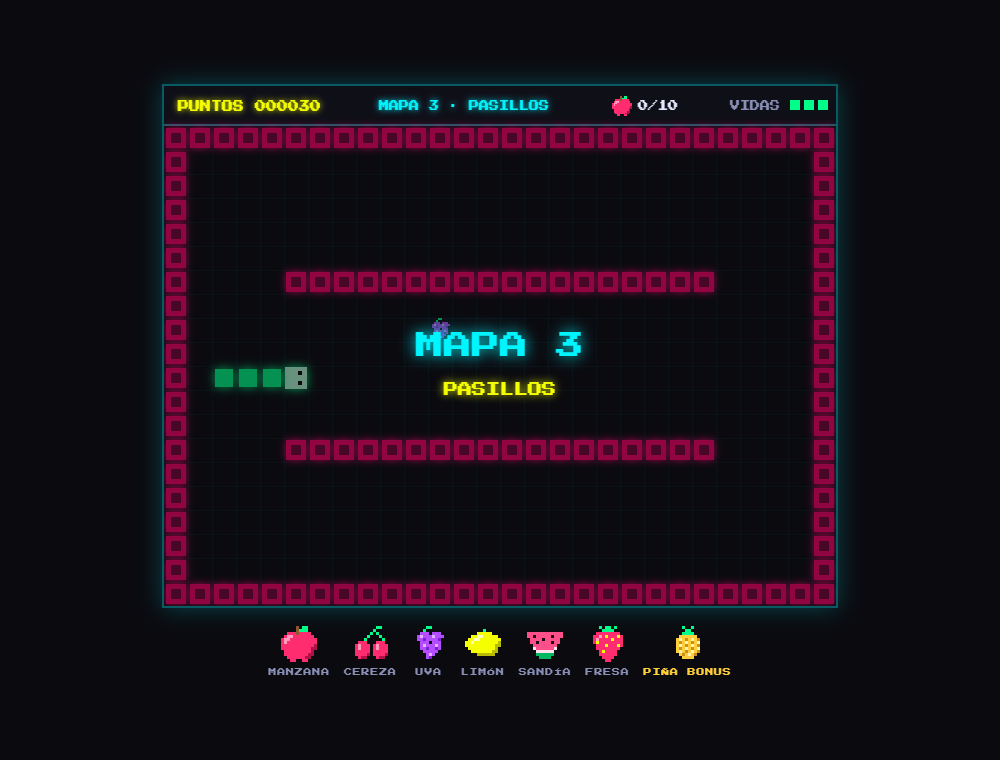 PUNTOS 000030
MAPA 3 · PASILLOS
0/10
VIDAS
MAPA 3
PASILLOS
MANZANA
CEREZA
UVA
LIMóN
SANDíA
FRESA
PIñA BONUS